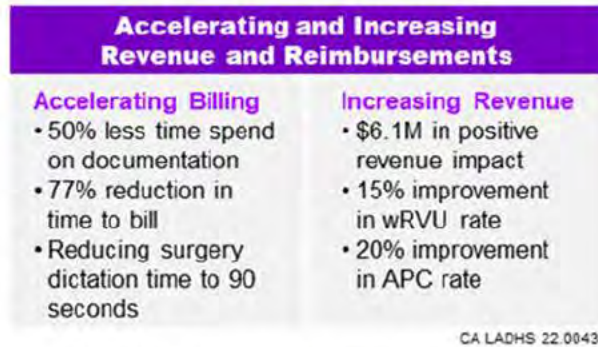 Accelerating and Increasing
Revenue and Reimbursements
Accelerating Billing
• 50% less time spend
on documentation
• 77% reduction in
time to bill
• Reducing surgery
dictation time to 90
seconds
Increasing Revenue
• $6.1M in positive
revenue impact
• 15% improvement
in wRVU rate
• 20% improvement
in APC rate
CA LADHS 22.0043